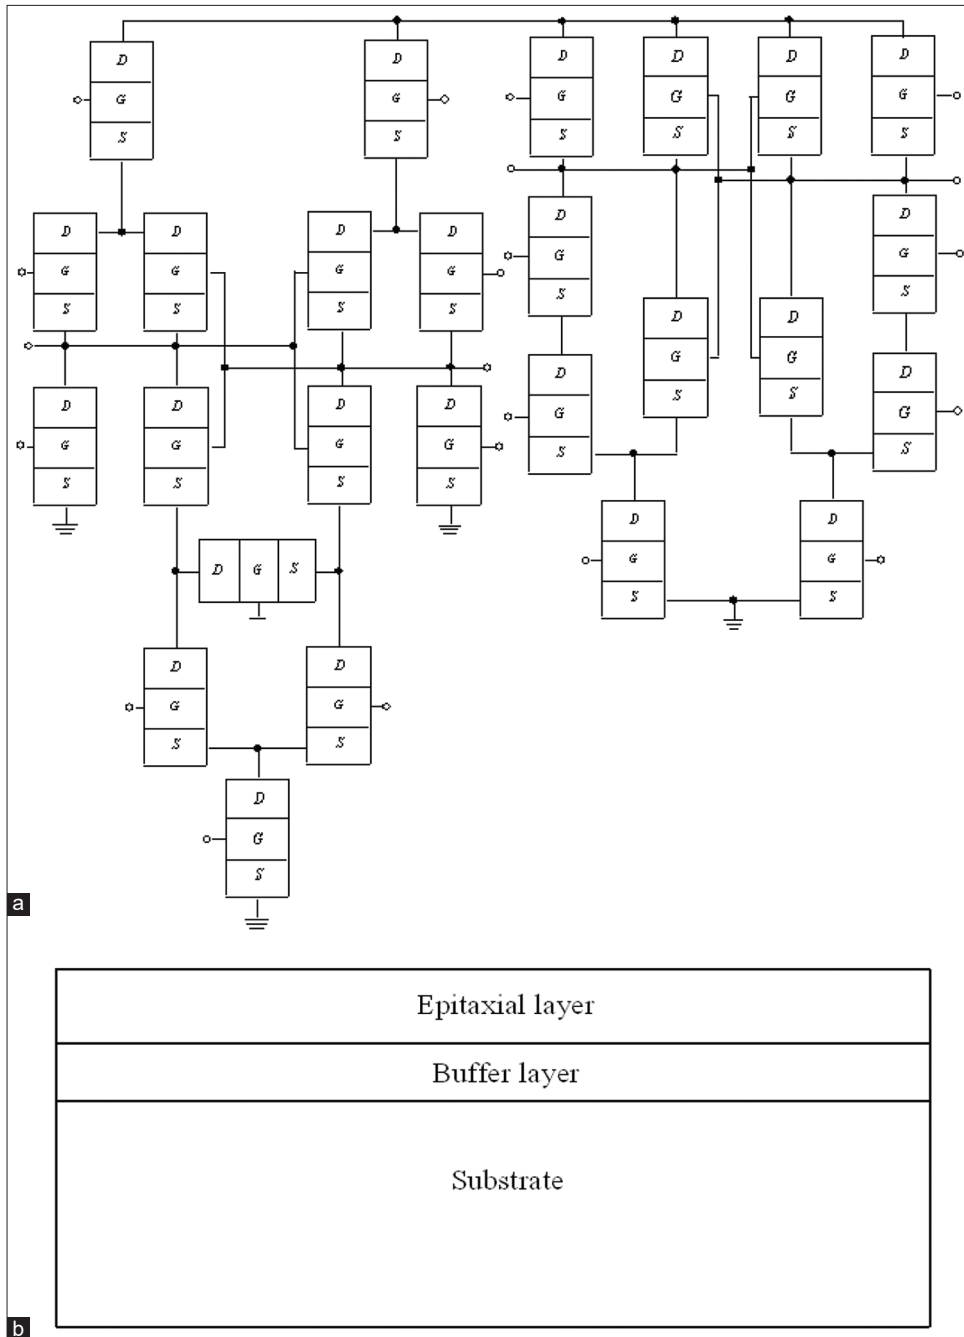 D D D D D D
G G G G G G
S S S S S S
D D D D D D
G G G G G G
S S S S S S
D D
G G
S S
D D D D D D
G G G G G G
S S S S S S
D D
G G
S S
D G S
D D
G G
S S
D
G
S
a
Epitaxial layer
Buffer layer
Substrate
b